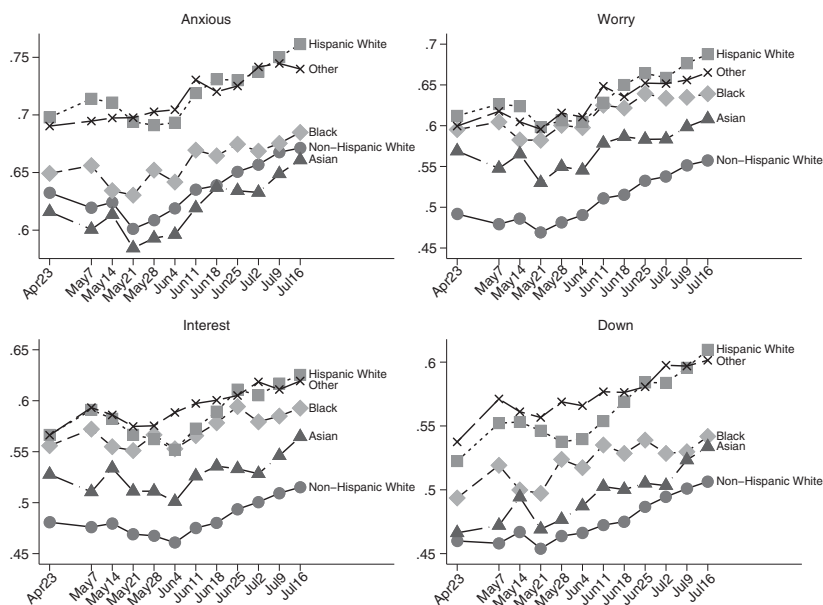 Anxious
.75
.7
.65
.6
Hispanic White
Other
Black
Non−Hispanic White
Asian
Apr23
May7
May14
May21
May28
Jun4
Jun11
Jun18
Jun25
Jul2
Jul9
Jul16
Worry
.7
.65
.6
.55
.5
.45
Hispanic White
Other
Black
Asian
Non−Hispanic White
Apr23
May7
May14
May21
May28
Jun4
Jun11
Jun18
Jun25
Jul2
Jul9
Jul16
Interest
.65
.6
.55
.5
.45
Hispanic White
Other
Black
Asian
Non−Hispanic White
Apr23
May7
May14
May21
May28
Jun4
Jun11
Jun18
Jun25
Jul2
Jul9
Jul16
Down
.6
.55
.5
.45
Hispanic White
Other
Black
Asian
Non−Hispanic White
Apr23
May7
May14
May21
May28
Jun4
Jun11
Jun18
Jun25
Jul2
Jul9
Jul16